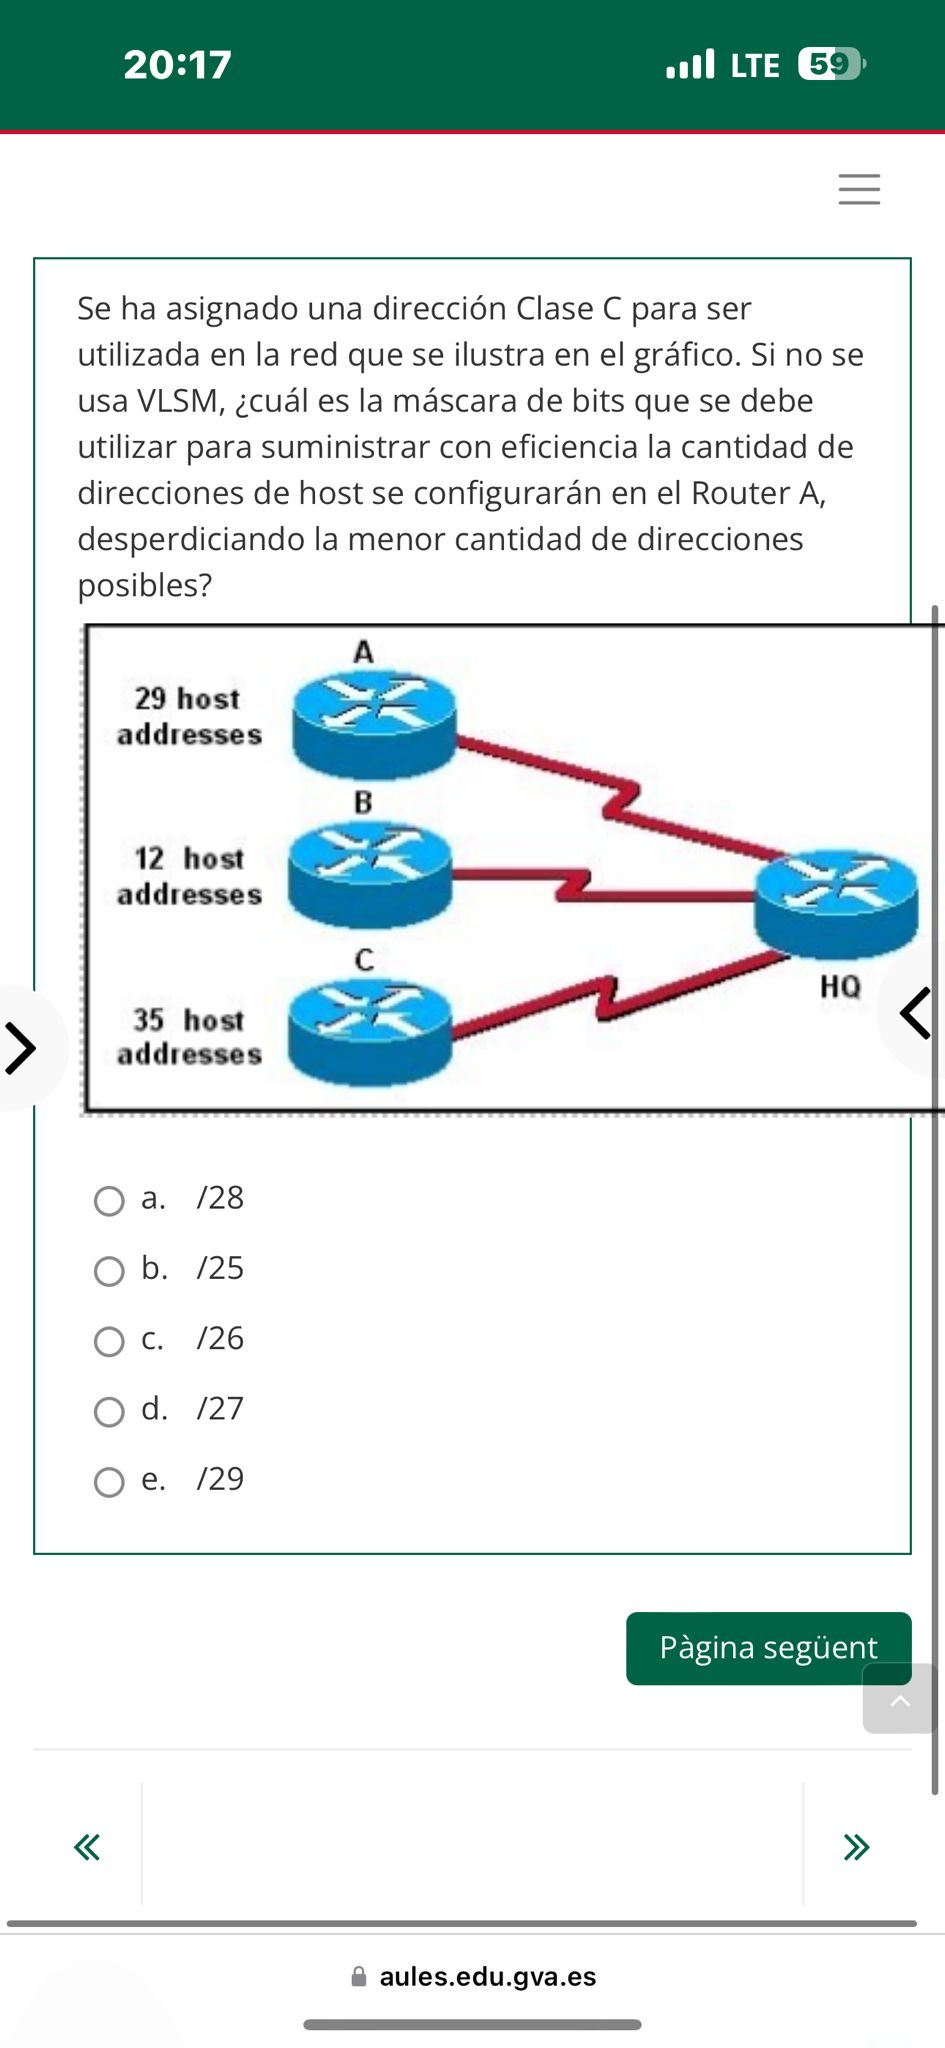 20:17
LTE 59
Se ha asignado una dirección Clase C para ser
utilizada en la red que se ilustra en el gráfico. Si no se
usa VLSM, ¿cuál es la máscara de bits que se debe
utilizar para suministrar con eficiencia la cantidad de
direcciones de host se configurarán en el Router A,
desperdiciando la menor cantidad de direcciones
posibles?
A
29 host
addresses
B
12 host
addresses
C
35 host
addresses
HQ
a. /28
b. /25
c. /26
d. /27
e. /29
Pàgina següent
aules.edu.gva.es